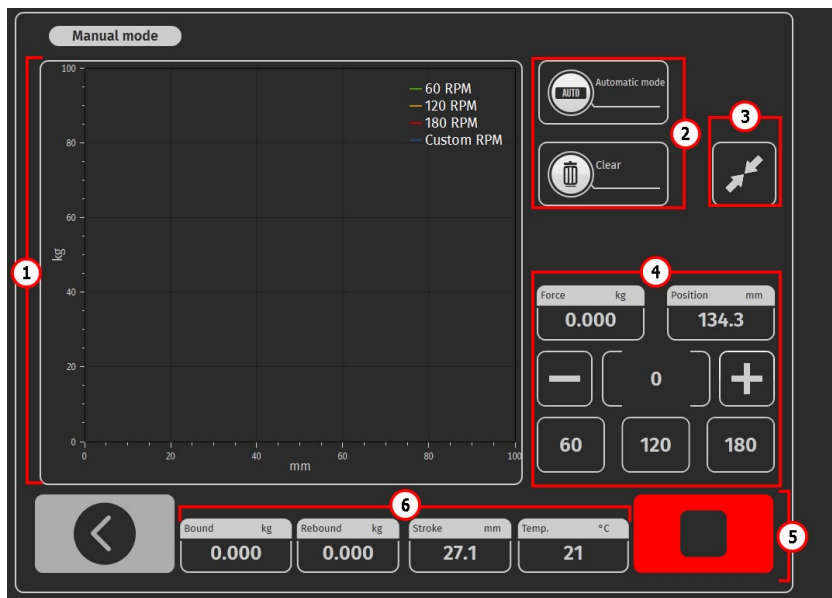 Manual mode
100
80
60
40
20
0
kg
0 20 40 60 80 100
mm
60 RPM
120 RPM
180 RPM
Custom RPM
1
AUTO
Automatic mode
Clear
2
3
4
Force kg
0.000
Position mm
134.3
0
60 120 180
5
6
Bound kg
0.000
Rebound kg
0.000
Stroke mm
27.1
Temp. °C
21